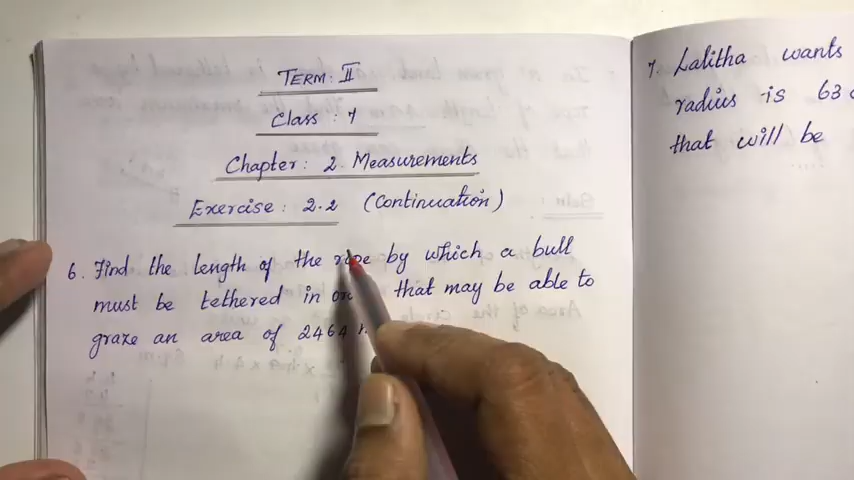 TERM: II
Class : 7
Chapter: 2. Measurements
Exercise: 2.2 (Continuation)
6. Find the length of the rope by which a bull
must be tethered in that may be able to
graze an area of 2464
7. Lalitha wants
radius is 63
that will be